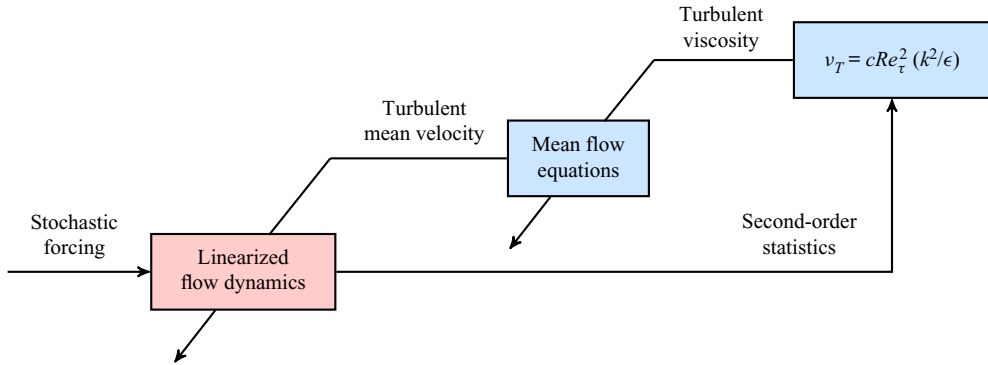 Turbulent
viscosity
ν_T = cRe_τ^2 (k^2/ϵ)
Turbulent
mean velocity
Mean flow
equations
Stochastic
forcing
Second-order
statistics
Linearized
flow dynamics